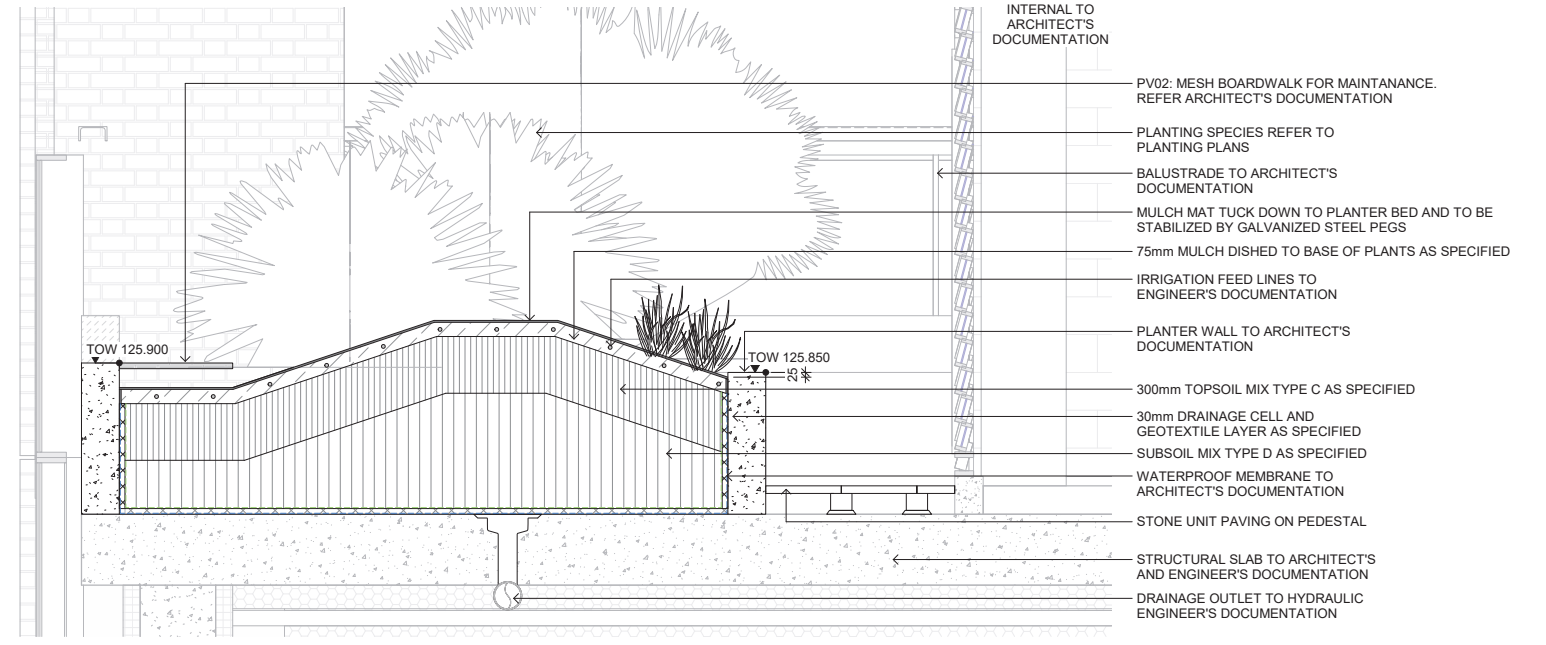 INTERNAL TO
ARCHITECT'S
DOCUMENTATION
PV02: MESH BOARDWALK FOR MAINTANANCE.
REFER ARCHITECT'S DOCUMENTATION
PLANTING SPECIES REFER TO
PLANTING PLANS
BALUSTRADE TO ARCHITECT'S
DOCUMENTATION
MULCH MAT TUCK DOWN TO PLANTER BED AND TO BE
STABILIZED BY GALVANIZED STEEL PEGS
75mm MULCH DISHED TO BASE OF PLANTS AS SPECIFIED
IRRIGATION FEED LINES TO
ENGINEER'S DOCUMENTATION
PLANTER WALL TO ARCHITECT'S
DOCUMENTATION
TOW 125.900
TOW 125.850
25
300mm TOPSOIL MIX TYPE C AS SPECIFIED
30mm DRAINAGE CELL AND
GEOTEXTILE LAYER AS SPECIFIED
SUBSOIL MIX TYPE D AS SPECIFIED
WATERPROOF MEMBRANE TO
ARCHITECT'S DOCUMENTATION
STONE UNIT PAVING ON PEDESTAL
STRUCTURAL SLAB TO ARCHITECT'S
AND ENGINEER'S DOCUMENTATION
DRAINAGE OUTLET TO HYDRAULIC
ENGINEER'S DOCUMENTATION